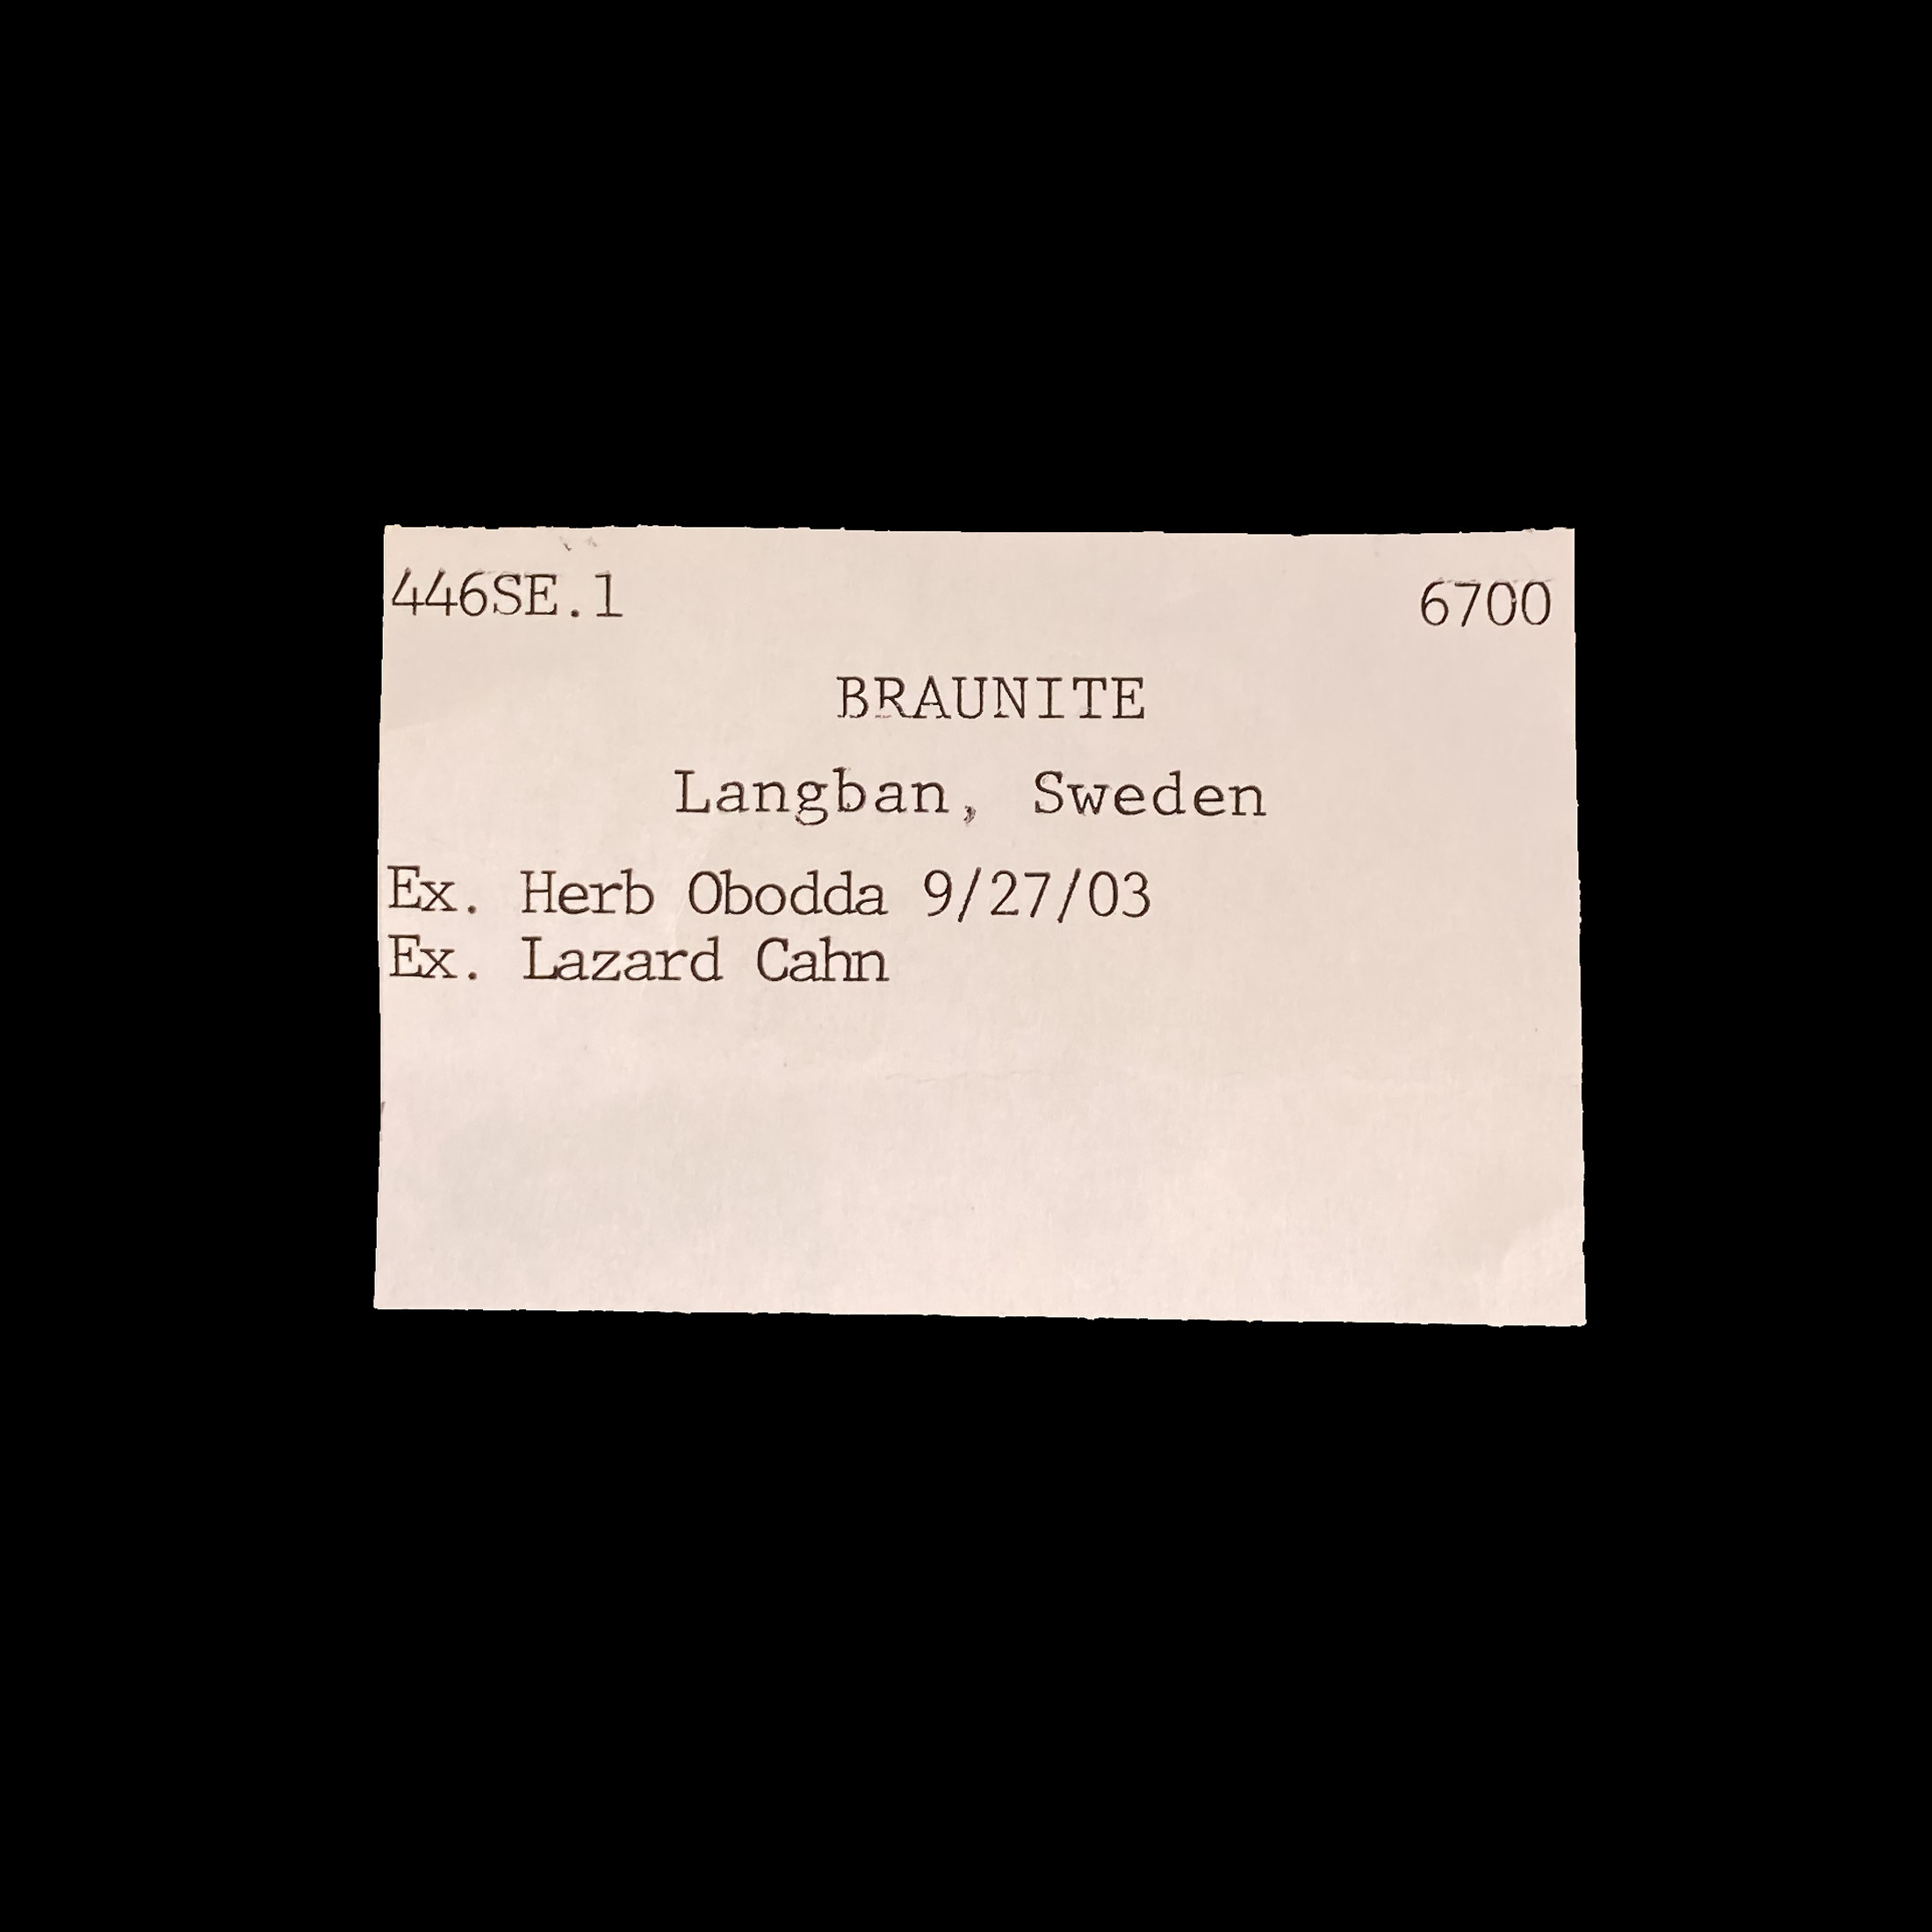 446SE.1 6700
BRAUNITE
Langban, Sweden
Ex. Herb Obodda 9/27/03
Ex. Lazard Cahn